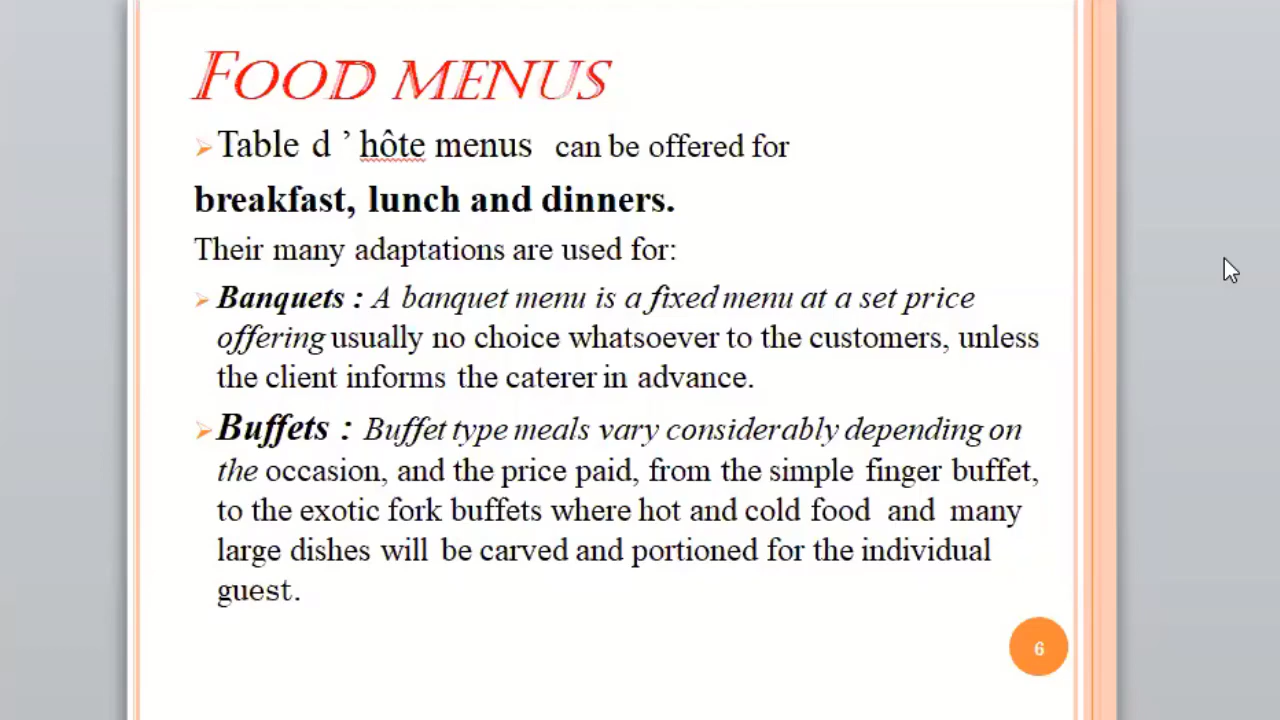 FOOD MENUS
➢Table d ’ hôte menus can be offered for
breakfast, lunch and dinners.
Their many adaptations are used for:
➢Banquets : A banquet menu is a fixed menu at a set price
offering usually no choice whatsoever to the customers, unless
the client informs the caterer in advance.
➢Buffets : Buffet type meals vary considerably depending on
the occasion, and the price paid, from the simple finger buffet,
to the exotic fork buffets where hot and cold food and many
large dishes will be carved and portioned for the individual
guest.
6